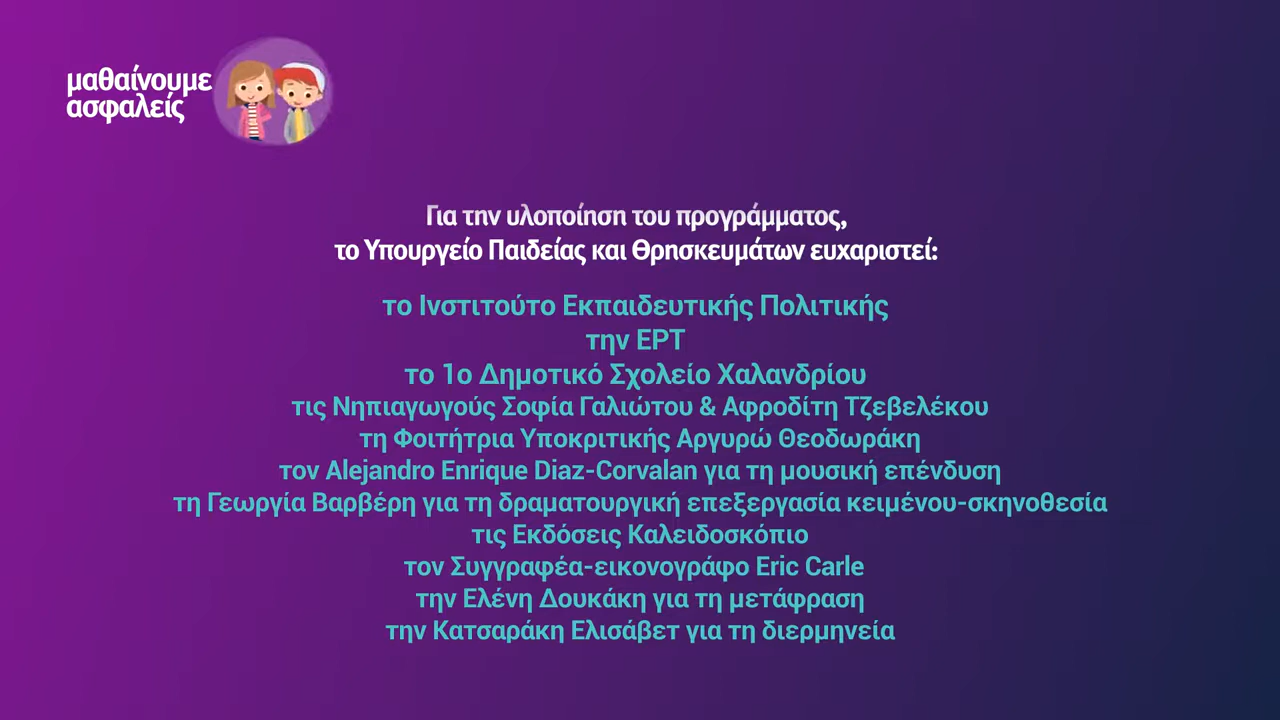 μαθαίνουμε
ασφαλείς
Για την υλοποίηση του προγράμματος,
το Υπουργείο Παιδείας και Θρησκευμάτων ευχαριστεί:
το Ινστιτούτο Εκπαιδευτικής Πολιτικής
την ΕΡΤ
το 1ο Δημοτικό Σχολείο Χαλανδρίου
τις Νηπιαγωγούς Σοφία Γαλιώτου & Αφροδίτη Τζεβελέκου
τη Φοιτήτρια Υποκριτικής Αργυρώ Θεοδωράκη
τον Alejandro Enrique Diaz-Corvalan για τη μουσική επένδυση
τη Γεωργία Βαρβέρη για τη δραματουργική επεξεργασία κειμένου-σκηνοθεσία
τις Εκδόσεις Καλειδοσκόπιο
τον Συγγραφέα-εικονογράφο Eric Carle
την Ελένη Δουκάκη για τη μετάφραση
την Κατσαράκη Ελισάβετ για τη διερμηνεία